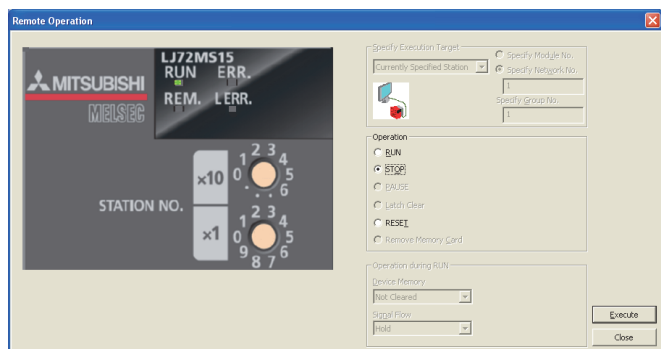 Remote Operation
LJ72MS15
RUN ERR.
REM. L ERR.
MITSUBISHI
MELSEC
STATION NO.
x10
0 1 2 3 4 5 6
x1
0 1 2 3 4 5 6 7 8 9
Specify Execution Target
Currently Specified Station
Specify Module No.
Specify Network No.
1
Specify Group No.
1
Operation
RUN
STOP
PAUSE
Latch Clear
RESET
Remove Memory Card
Operation during RUN
Device Memory
Not Cleared
Signal Flow
Hold
Execute
Close